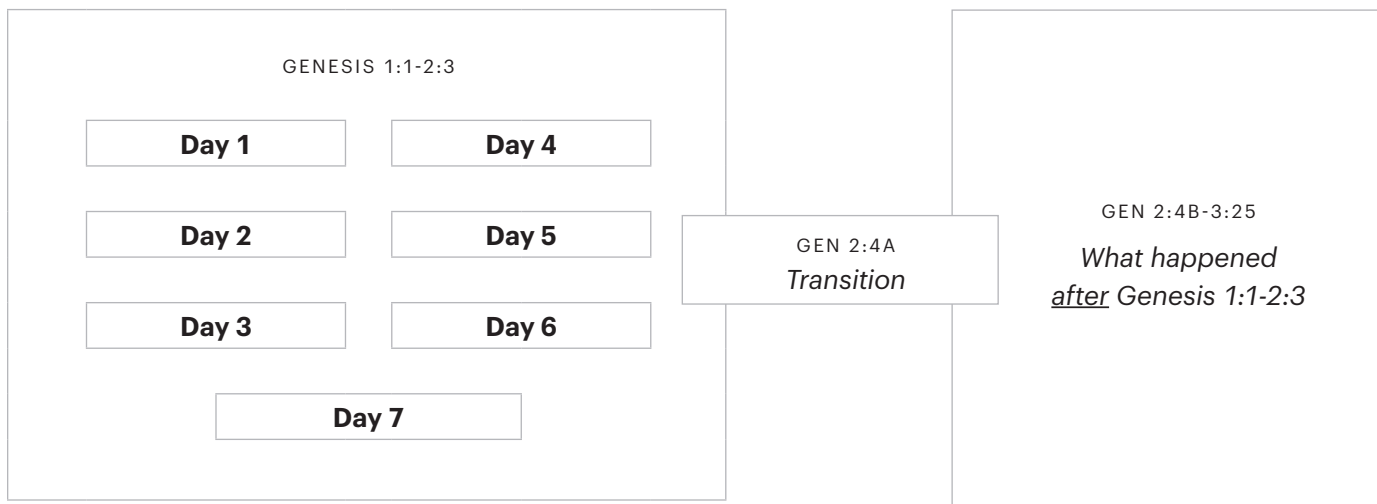 GENESIS 1:1-2:3
Day 1
Day 4
Day 2
Day 5
Day 3
Day 6
Day 7
GEN 2:4A
Transition
GEN 2:4B-3:25
What happened
after Genesis 1:1-2:3